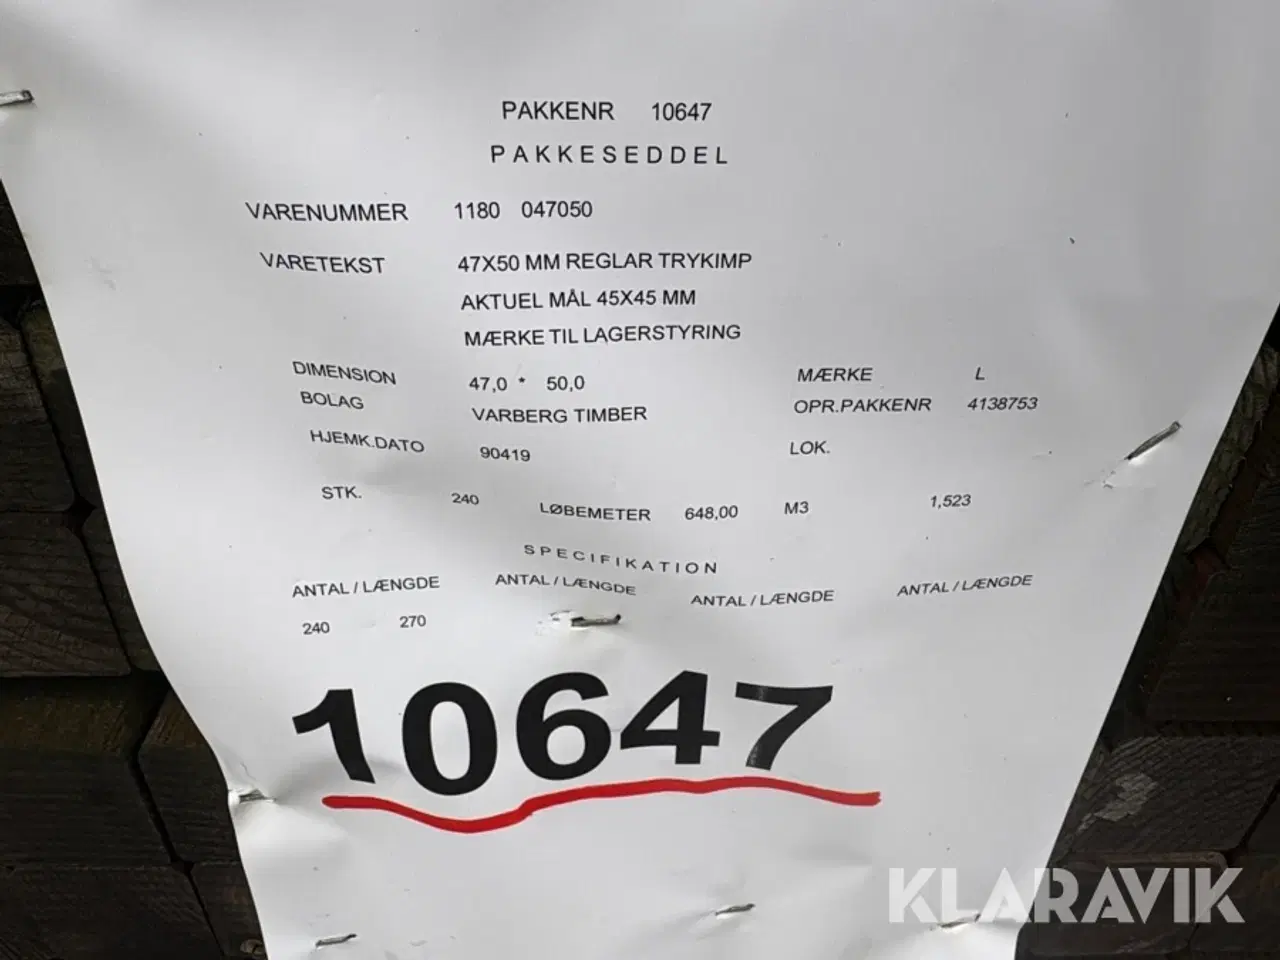 PAKKENR 10647
PAKKESEDDEL
VARENUMMER 1180 047050
VARETEKST 47X50 MM REGLAR TRYKIMP
AKTUEL MÅL 45X45 MM
MÆRKE TIL LAGERSTYRING
DIMENSION 47,0 * 50,0 MÆRKE L
BOLAG VARBERG TIMBER OPR.PAKKENR 4138753
HJEMK.DATO 90419 LOK.
STK. 240 LØBEMETER 648,00 M3 1,523
SPECIFIKATION
ANTAL / LÆNGDE ANTAL / LÆNGDE ANTAL / LÆNGDE ANTAL / LÆNGDE
240 270
10647
KLARAVIK